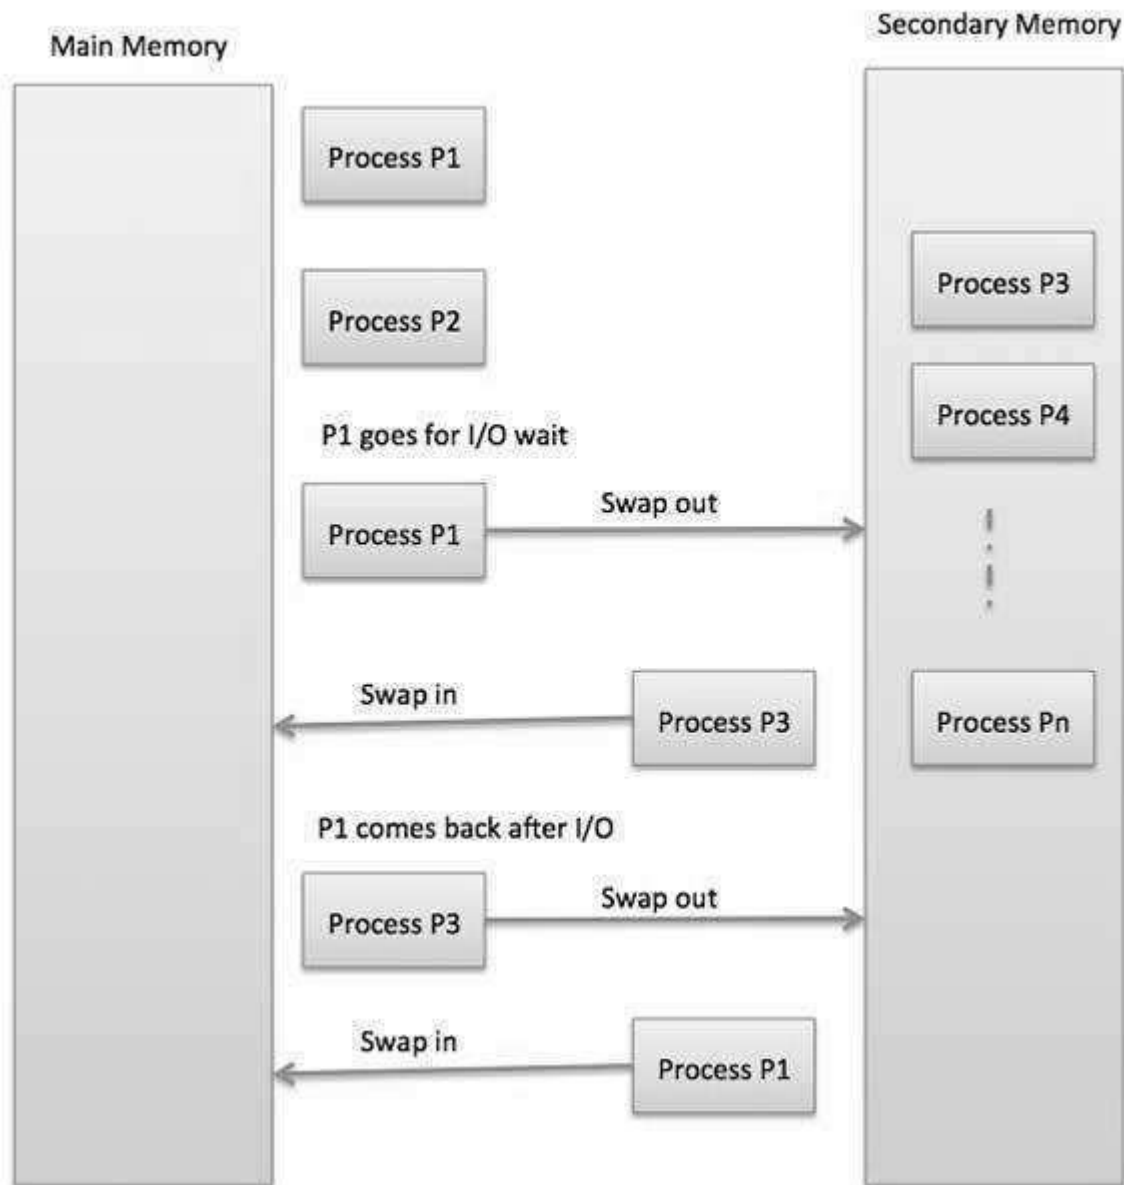 Main Memory
Secondary Memory
Process P1
Process P2
Process P3
Process P4
P1 goes for I/O wait
Process P1
Swap out
Swap in
Process P3
Process Pn
P1 comes back after I/O
Process P3
Swap out
Swap in
Process P1